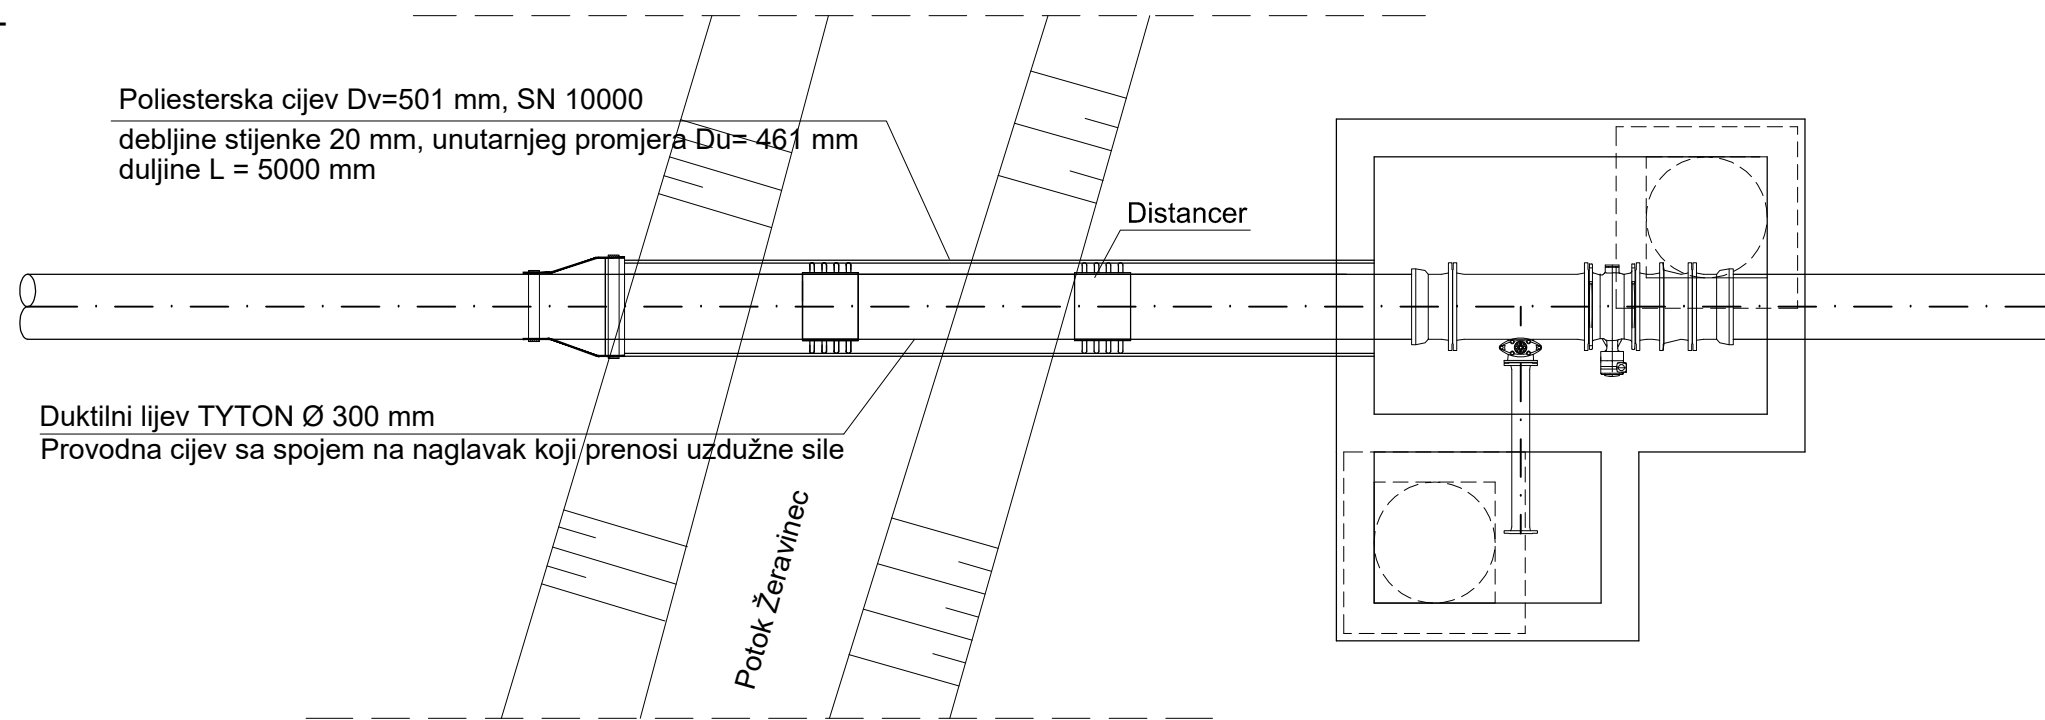 Poliesterska cijev Dv=501 mm, SN 10000
debljine stijenke 20 mm, unutarnjeg promjera Du= 461 mm
duljine L = 5000 mm
Distancer
Duktilni lijev TYTON Ø 300 mm
Provodna cijev sa spojem na naglavak koji prenosi uzdužne sile
Potok Žeravinec